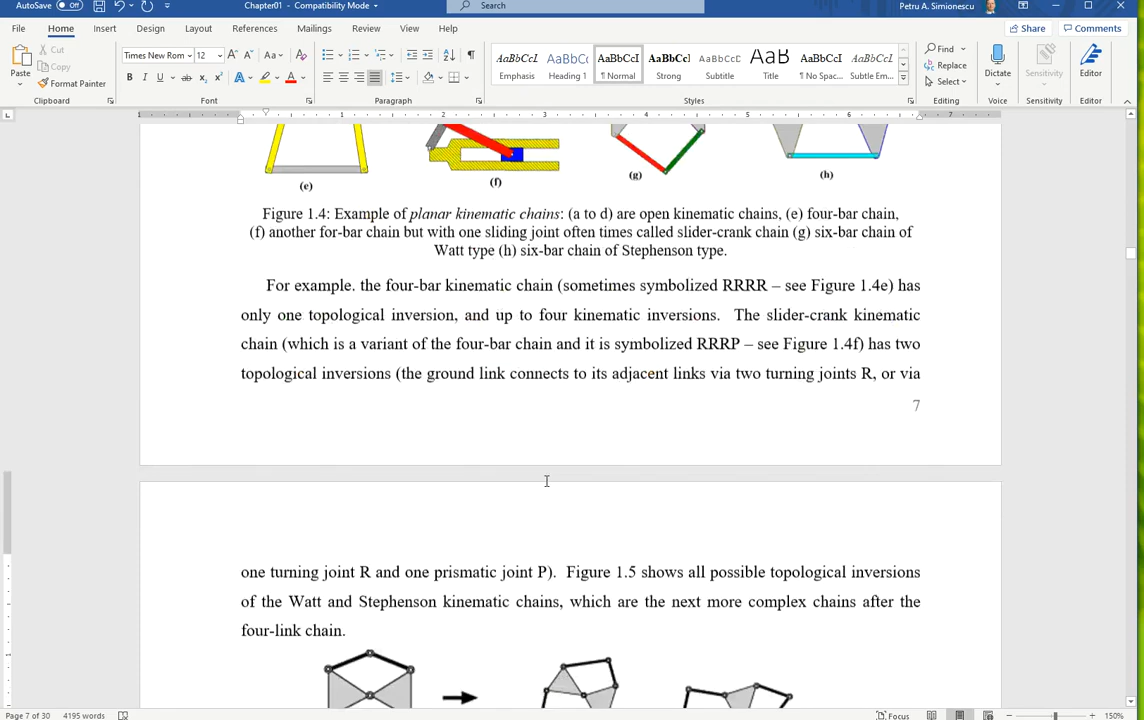 AutoSave Off Chapter01 - Compatibility Mode Search Petru A. Simionescu
File Home Insert Design Layout References Mailings Review View Help Share Comments
Paste Cut Copy Format Painter
Times New Rom 12
AaBbCcI AaBbCc AaBbCcI AaBbCc AaBbCcI AaB AaBbCcI AaBbCcI
Emphasis Heading 1 ¶ Normal Strong Subtitle Title ¶ No Spac... Subtle Em...
Find Replace Select Dictate Sensitivity Editor
Clipboard Font Paragraph Styles Editing Voice Sensitivity Editor
1 1 2 3 4 5 6 7
(e) (f) (g) (h)
Figure 1.4: Example of planar kinematic chains: (a to d) are open kinematic chains, (e) four-bar chain,
(f) another for-bar chain but with one sliding joint often times called slider-crank chain (g) six-bar chain of
Watt type (h) six-bar chain of Stephenson type.
For example. the four-bar kinematic chain (sometimes symbolized RRRR – see Figure 1.4e) has
only one topological inversion, and up to four kinematic inversions. The slider-crank kinematic
chain (which is a variant of the four-bar chain and it is symbolized RRRP – see Figure 1.4f) has two
topological inversions (the ground link connects to its adjacent links via two turning joints R, or via
7
one turning joint R and one prismatic joint P). Figure 1.5 shows all possible topological inversions
of the Watt and Stephenson kinematic chains, which are the next more complex chains after the
four-link chain.
Page 7 of 30 4195 words Focus 150%